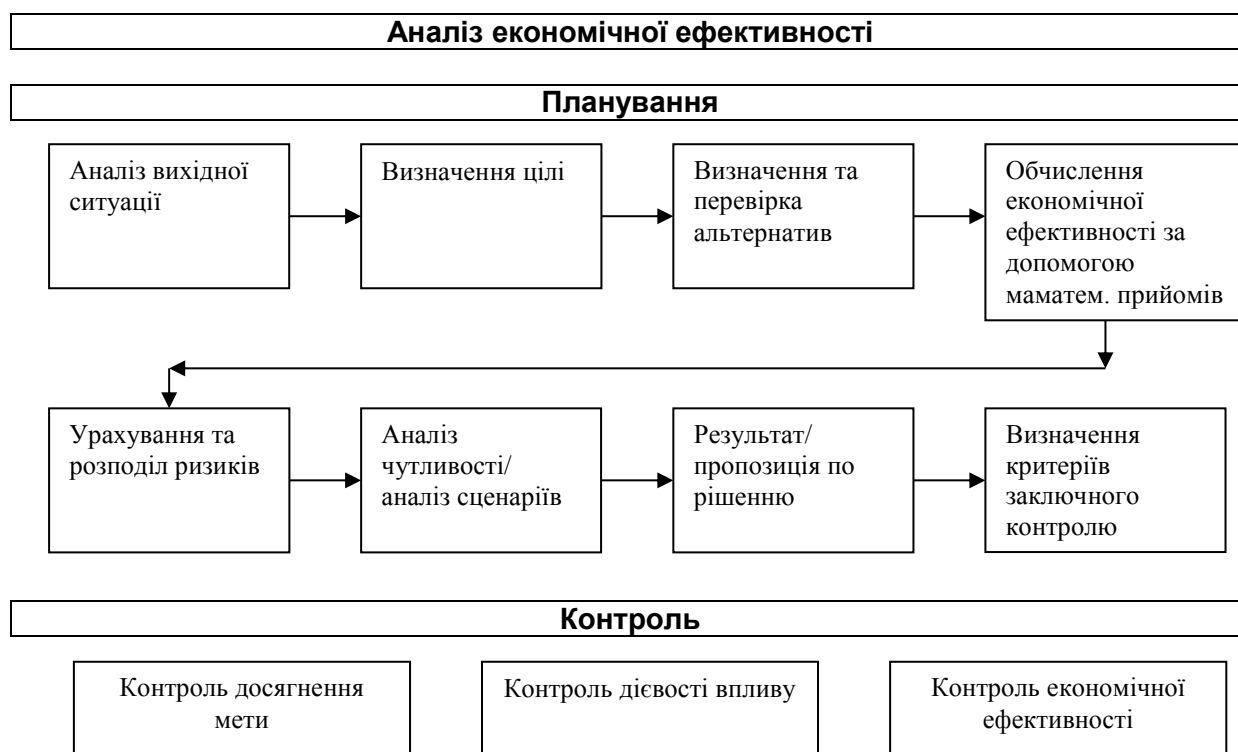 Аналіз економічної ефективності
Планування
Аналіз вихідної
ситуації
Визначення цілі
Визначення та
перевірка
альтернатив
Обчислення
економічної
ефективності за
допомогою
маматем. прийомів
Урахування та
розподіл ризиків
Аналіз
чутливості/
аналіз сценаріїв
Результат/
пропозиція по
рішенню
Визначення
критеріїв
заключного
контролю
Контроль
Контроль досягнення
мети
Контроль дієвості впливу
Контроль економічної
ефективності